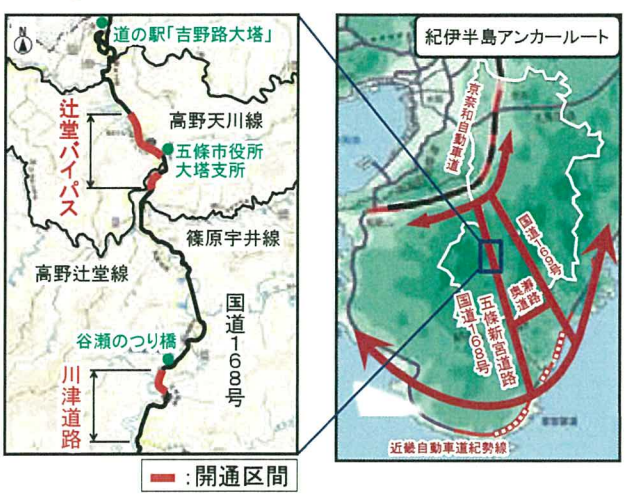 N
道の駅「吉野路大塔」
辻堂バイパス
高野天川線
五條市役所
大塔支所
篠原宇井線
高野辻堂線
国道168号
谷瀬のつり橋
川津道路
:開通区間
紀伊半島アンカールート
京奈和自動車道
国道169号
奥瀞道路
五條新宮道路
国道168号
近畿自動車道紀勢線